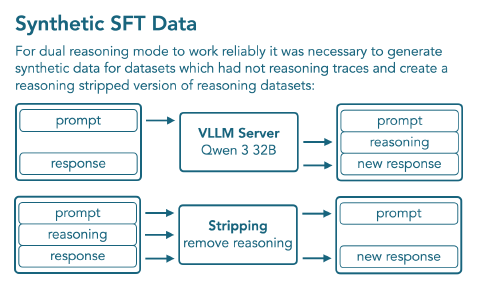 Synthetic SFT Data
For dual reasoning mode to work reliably it was necessary to generate
synthetic data for datasets which had not reasoning traces and create a
reasoning stripped version of reasoning datasets:
prompt
response
VLLM Server
Qwen 3 32B
prompt
reasoning
new response
prompt
reasoning
response
Stripping
remove reasoning
prompt
new response